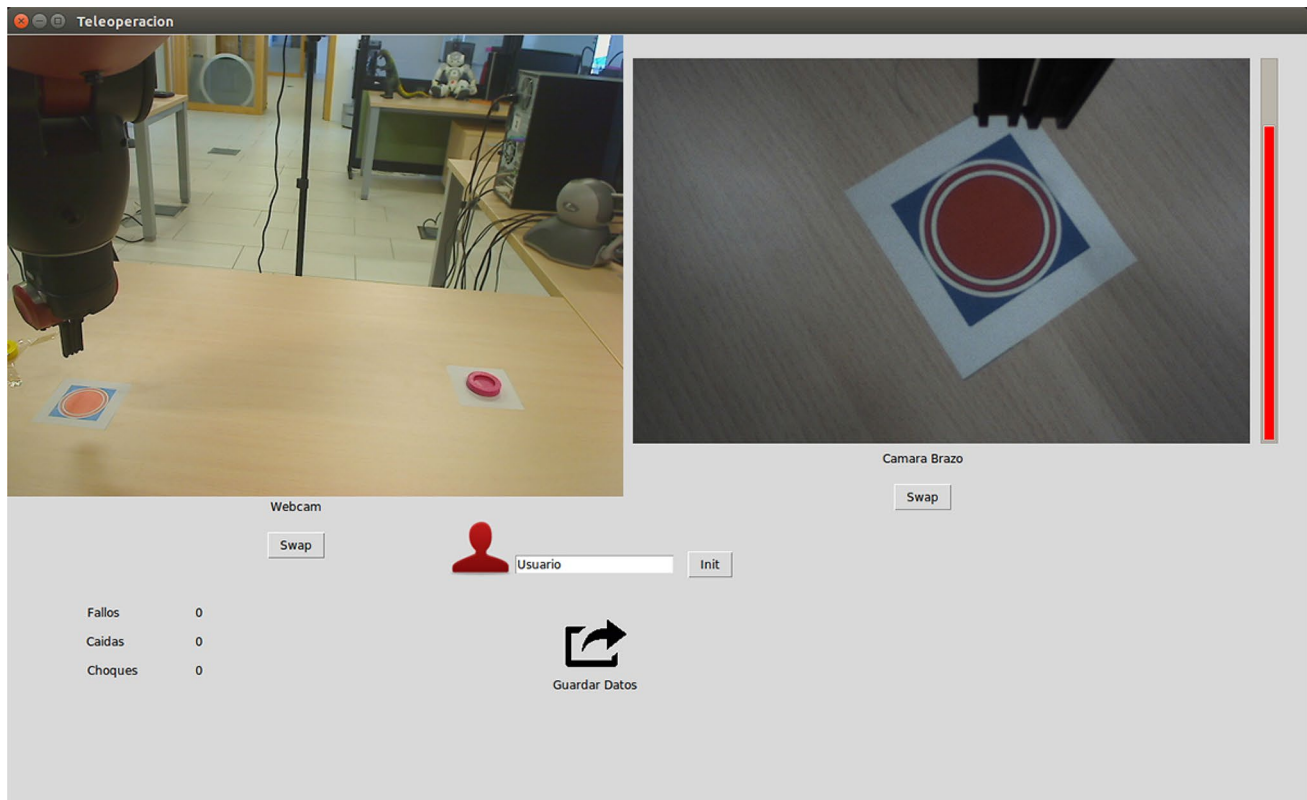 Teleoperacion
Camara Brazo
Swap
Webcam
Swap
Usuario
Init
Fallos 0
Caidas 0
Choques 0
Guardar Datos